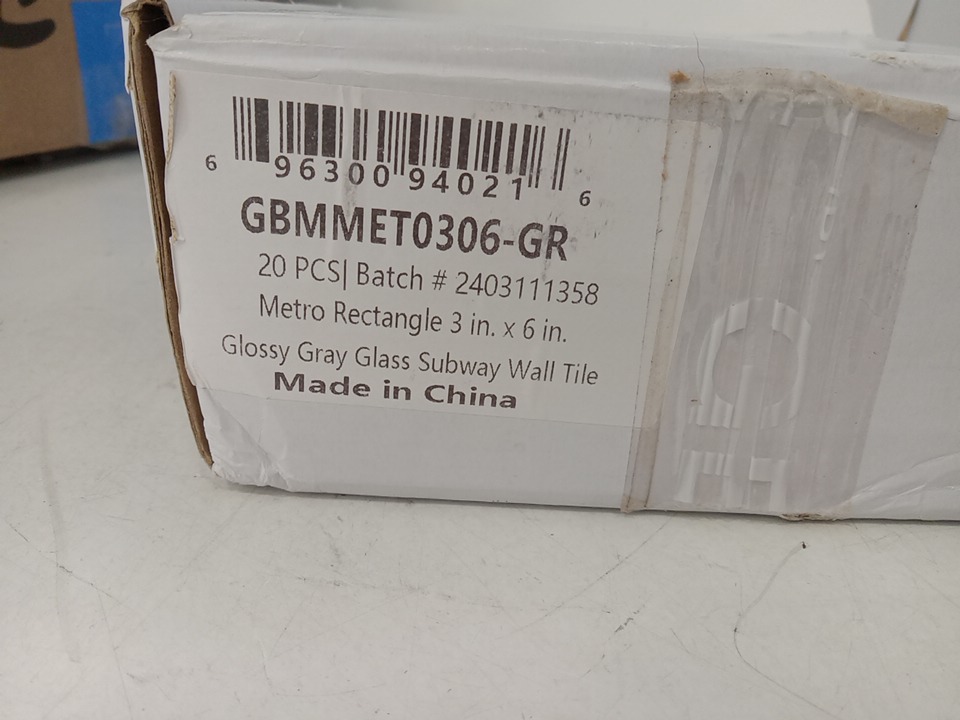 6 96300 94021 6
GBMMET0306-GR
20 PCS| Batch # 2403111358
Metro Rectangle 3 in. x 6 in.
Glossy Gray Glass Subway Wall Tile
Made in China